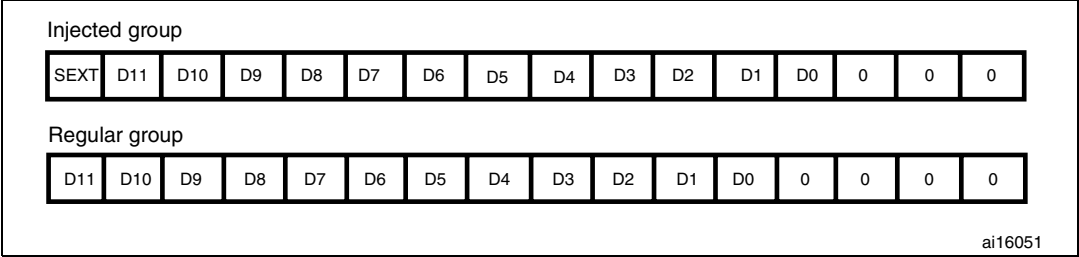 Injected group
SEXT D11 D10 D9 D8 D7 D6 D5 D4 D3 D2 D1 D0 0 0 0
Regular group
D11 D10 D9 D8 D7 D6 D5 D4 D3 D2 D1 D0 0 0 0 0
ai16051